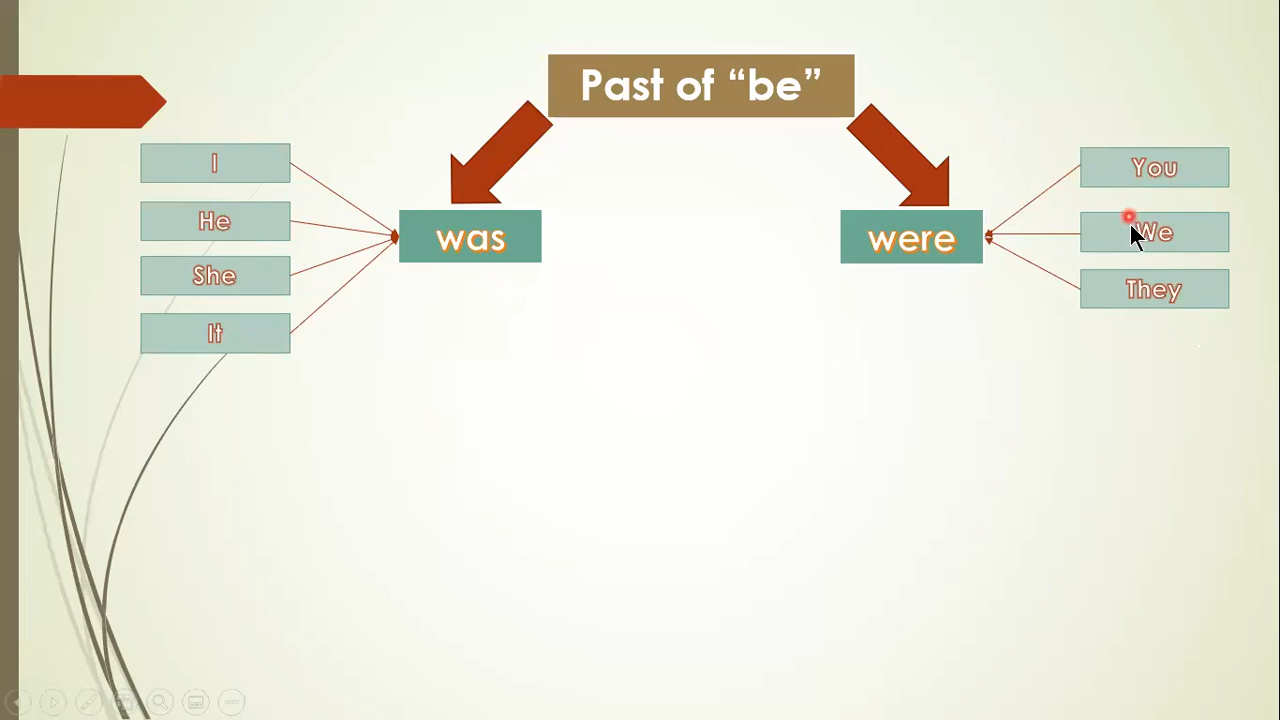 Past of “be”
I
He
She
It
was
were
You
We
They